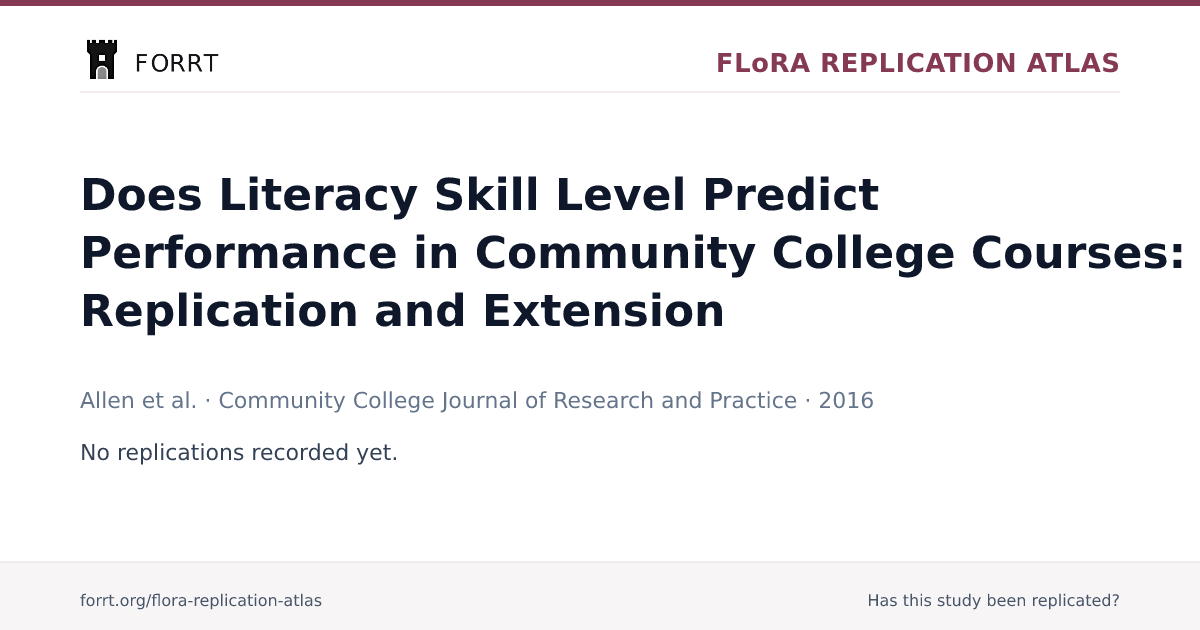 FORRT
FLoRA REPLICATION ATLAS
Does Literacy Skill Level Predict
Performance in Community College Courses:
Replication and Extension
Allen et al. · Community College Journal of Research and Practice · 2016
No replications recorded yet.
forrt.org/flora-replication-atlas
Has this study been replicated?